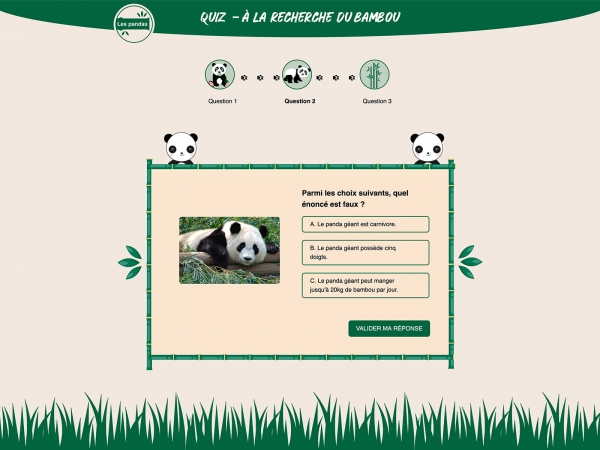 Les pandas
QUIZ – À LA RECHERCHE DU BAMBOU
Question 1
Question 2
Question 3
Parmi les choix suivants, quel
énoncé est faux ?
A. Le panda géant est carnivore.
B. Le panda géant possède cinq
doigts.
C. Le panda géant peut manger
jusqu'à 20kg de bambou par jour.
VALIDER MA RÉPONSE